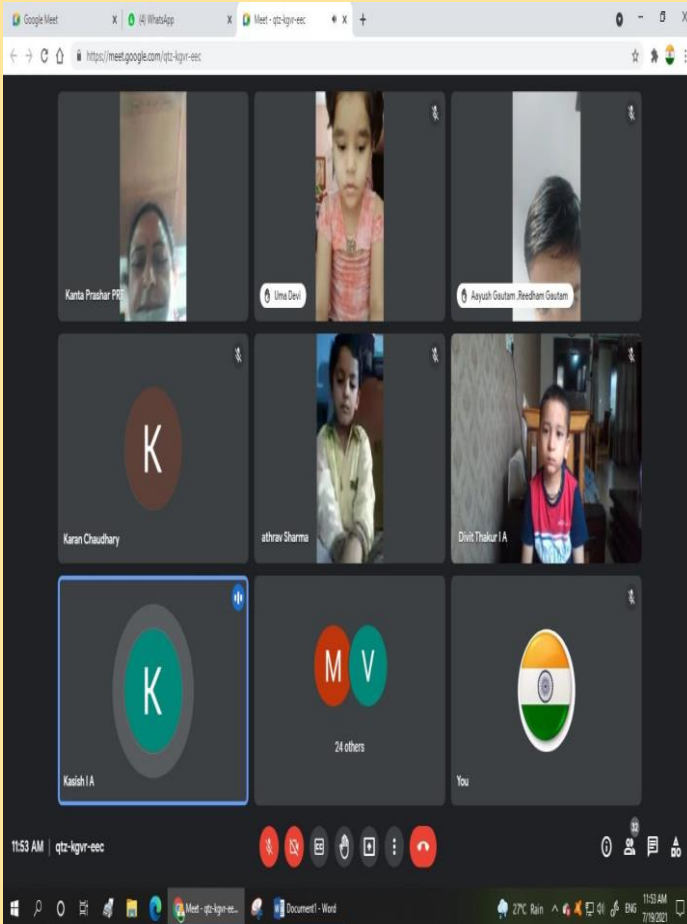 Google Meet
(4) WhatsApp
Meet - qtz-kgvr-eec
https://meet.google.com/qtz-kgvr-eec
Kanta Prashar PRT
Uma Devi
Aayush Gautam ,Reedham Gautam
K
Karan Chaudhary
athrav Sharma
Divit Thakur I A
K
Kasish I A
M V
24 others
You
11:53 AM | qtz-kgvr-eec
32
Meet - qtz-kgvr-ee...
Document1 - Word
27°C Rain
ENG
11:53 AM
7/19/2021